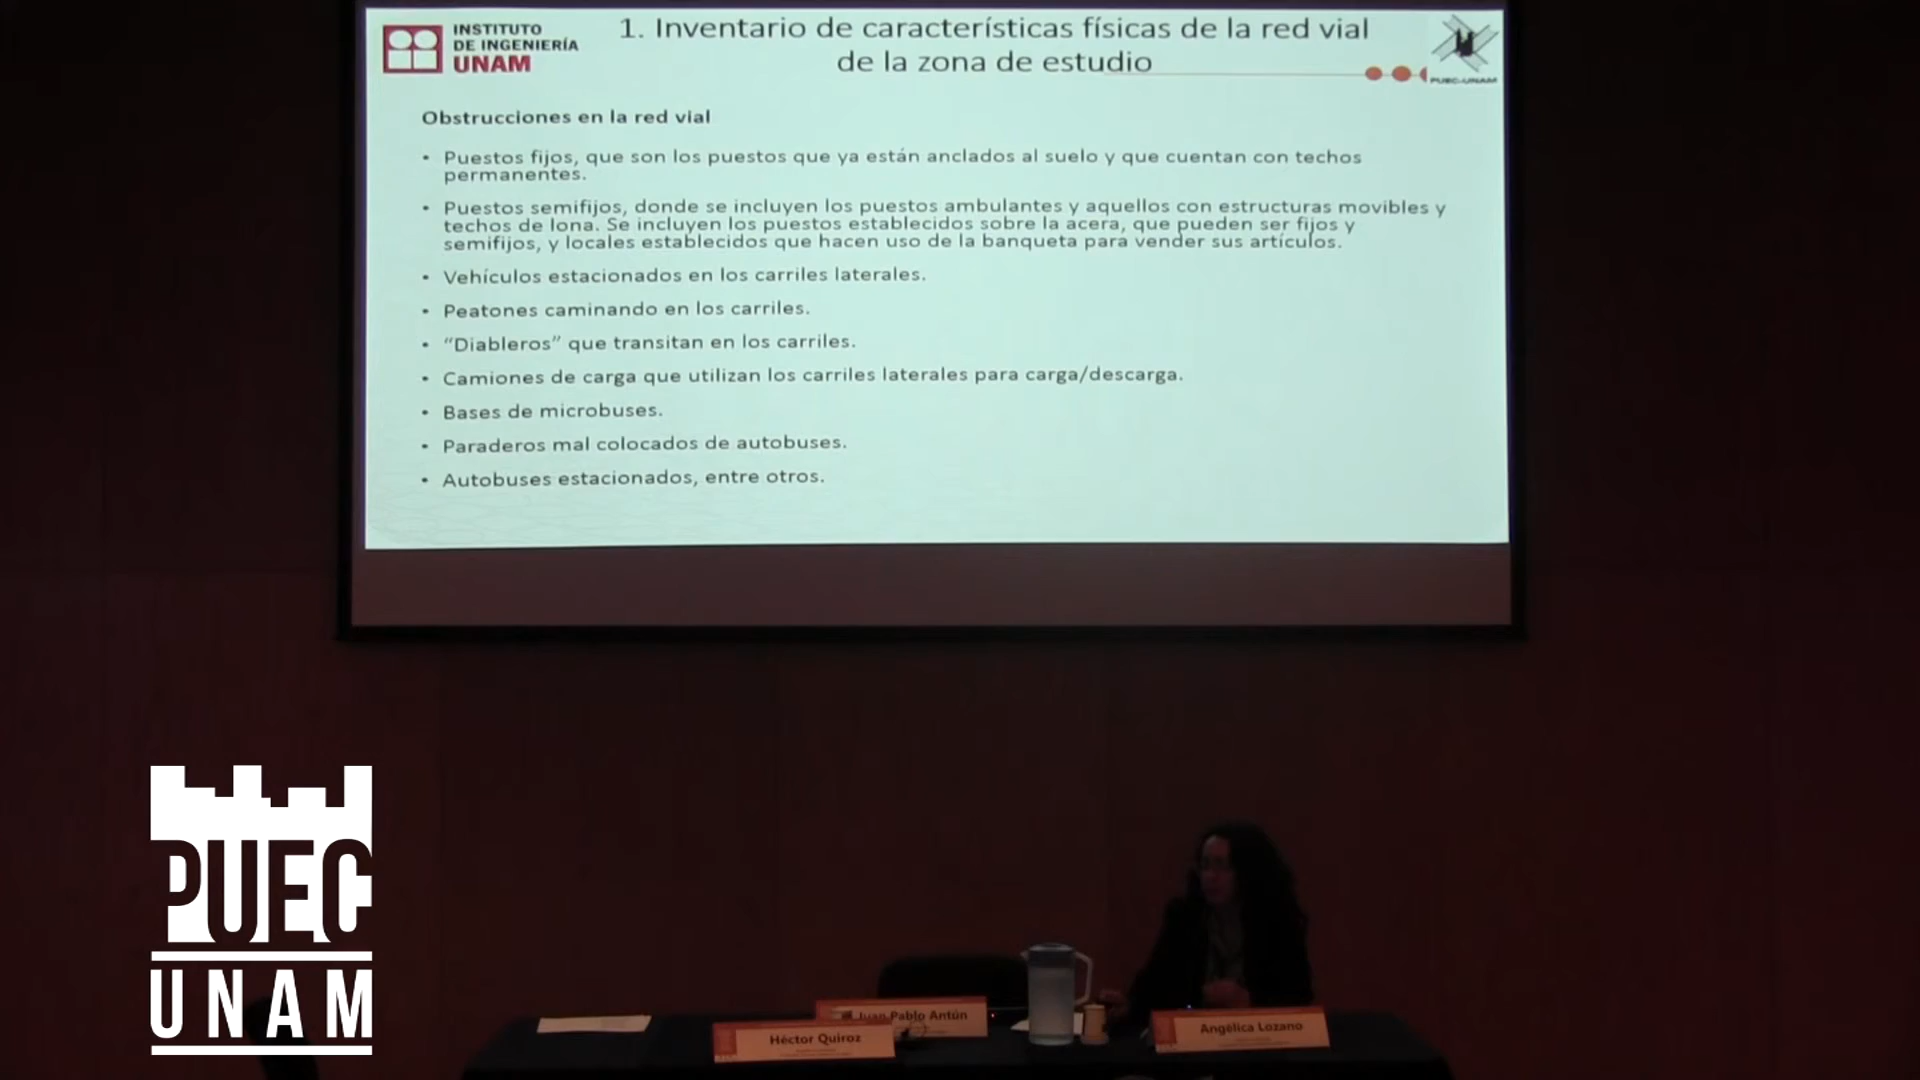 INSTITUTO
DE INGENIERÍA
UNAM
1. Inventario de características físicas de la red vial
de la zona de estudio
PUEC-UNAM
Obstrucciones en la red vial
• Puestos fijos, que son los puestos que ya están anclados al suelo y que cuentan con techos
permanentes.
• Puestos semifijos, donde se incluyen los puestos ambulantes y aquellos con estructuras movibles y
techos de lona. Se incluyen los puestos establecidos sobre la acera, que pueden ser fijos y
semifijos, y locales establecidos que hacen uso de la banqueta para vender sus artículos.
• Vehículos estacionados en los carriles laterales.
• Peatones caminando en los carriles.
• “Diableros” que transitan en los carriles.
• Camiones de carga que utilizan los carriles laterales para carga/descarga.
• Bases de microbuses.
• Paraderos mal colocados de autobuses.
• Autobuses estacionados, entre otros.
PUEC
UNAM
Juan Pablo Antún
Héctor Quiroz
Angélica Lozano